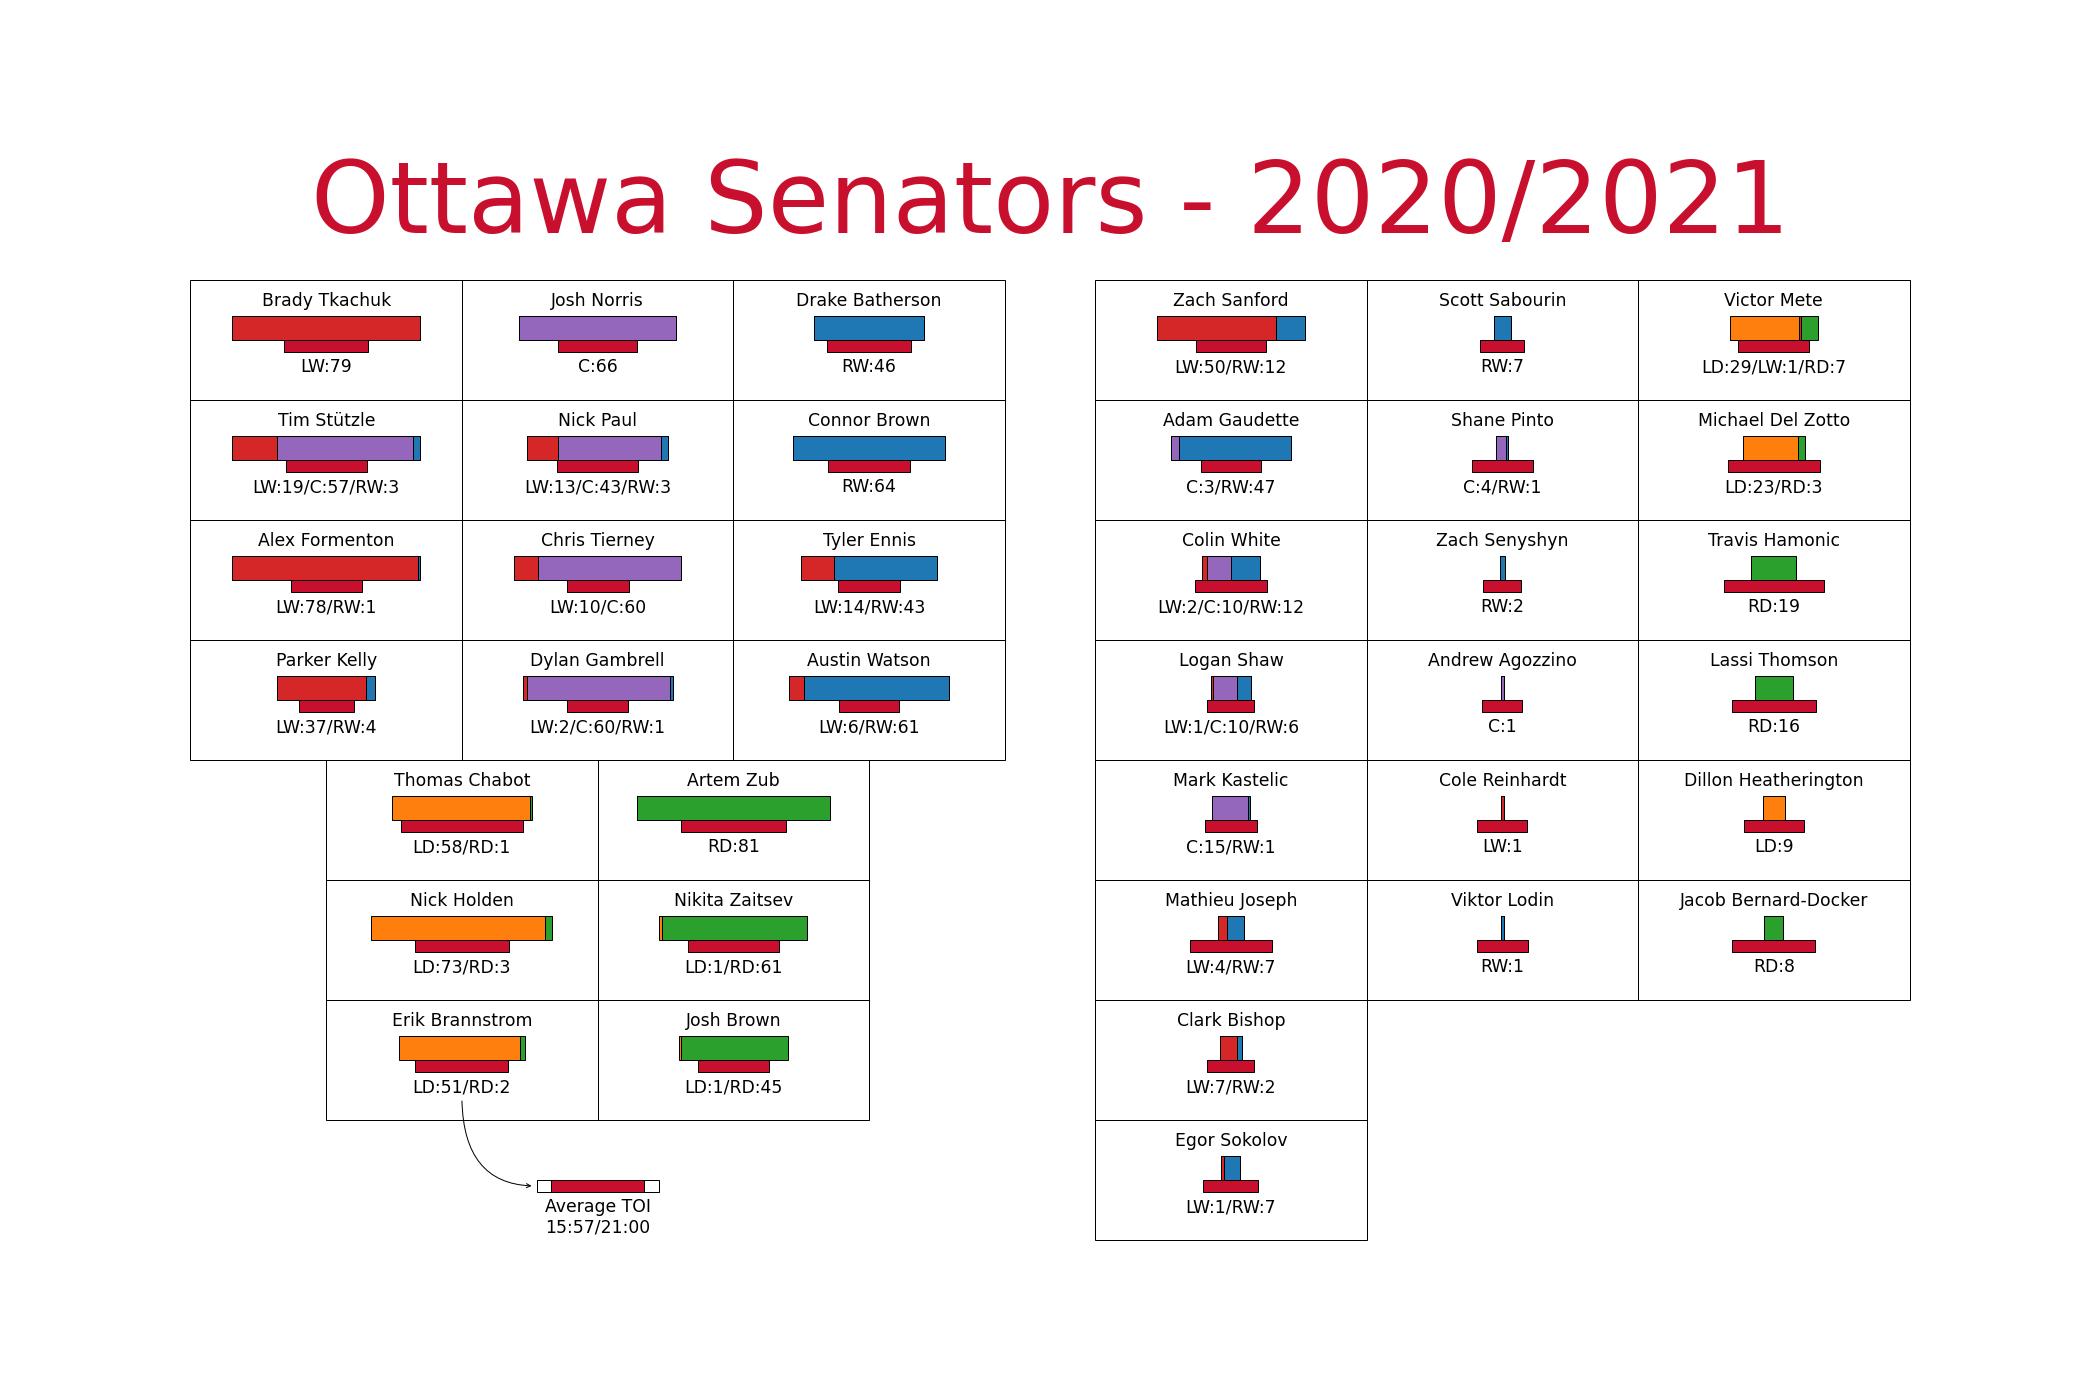 Ottawa Senators - 2020/2021
Brady Tkachuk
LW:79
Josh Norris
C:66
Drake Batherson
RW:46
Tim Stützle
LW:19/C:57/RW:3
Nick Paul
LW:13/C:43/RW:3
Connor Brown
RW:64
Alex Formenton
LW:78/RW:1
Chris Tierney
LW:10/C:60
Tyler Ennis
LW:14/RW:43
Parker Kelly
LW:37/RW:4
Dylan Gambrell
LW:2/C:60/RW:1
Austin Watson
LW:6/RW:61
Thomas Chabot
LD:58/RD:1
Artem Zub
RD:81
Nick Holden
LD:73/RD:3
Nikita Zaitsev
LD:1/RD:61
Erik Brannstrom
LD:51/RD:2
Josh Brown
LD:1/RD:45
Average TOI
15:57/21:00
Zach Sanford
LW:50/RW:12
Scott Sabourin
RW:7
Victor Mete
LD:29/LW:1/RD:7
Adam Gaudette
C:3/RW:47
Shane Pinto
C:4/RW:1
Michael Del Zotto
LD:23/RD:3
Colin White
LW:2/C:10/RW:12
Zach Senyshyn
RW:2
Travis Hamonic
RD:19
Logan Shaw
LW:1/C:10/RW:6
Andrew Agozzino
C:1
Lassi Thomson
RD:16
Mark Kastelic
C:15/RW:1
Cole Reinhardt
LW:1
Dillon Heatherington
LD:9
Mathieu Joseph
LW:4/RW:7
Viktor Lodin
RW:1
Jacob Bernard-Docker
RD:8
Clark Bishop
LW:7/RW:2
Egor Sokolov
LW:1/RW:7